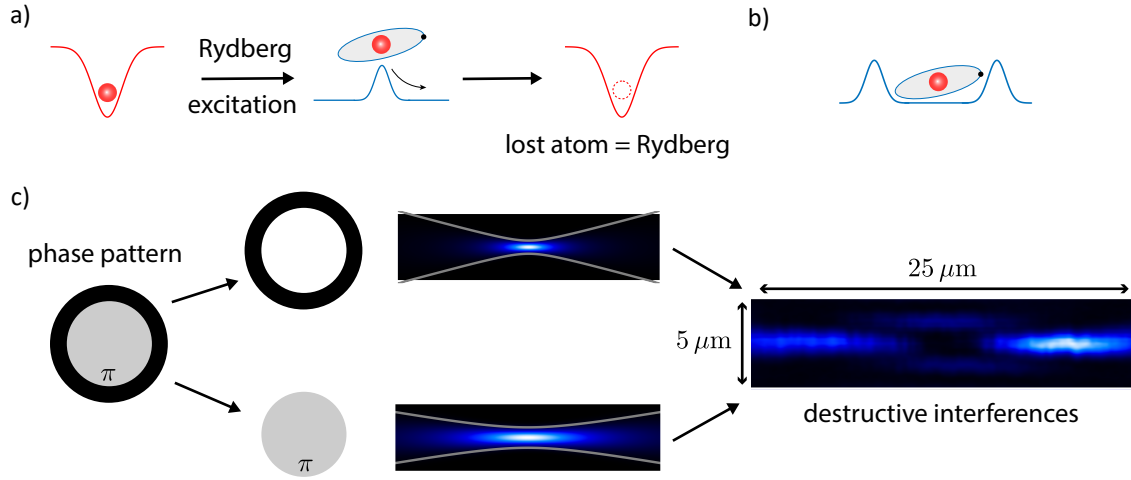 a)
Rydberg
excitation
lost atom = Rydberg
b)
c)
phase pattern
π
π
25 μm
5 μm
destructive interferences